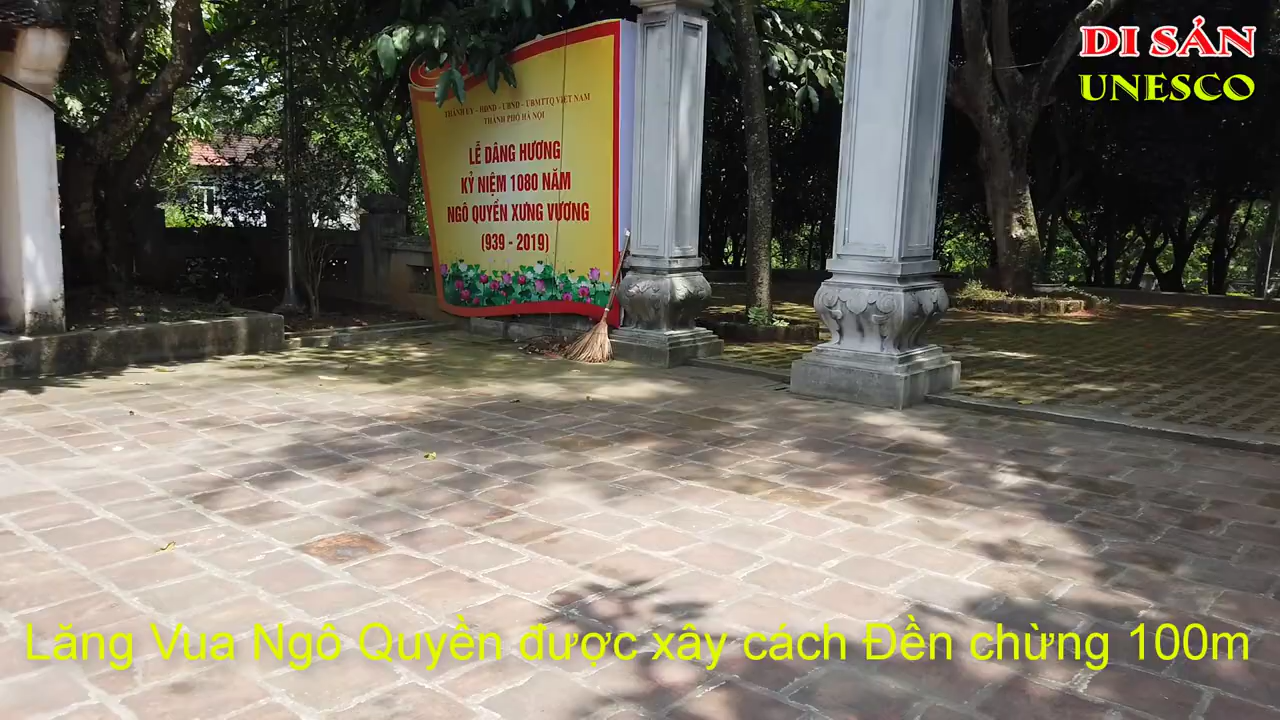 DI SẢN
UNESCO
THÀNH ỦY - HĐND - UBND - UBMTTQ VIỆT NAM
THÀNH PHỐ HÀ NỘI
LỄ DÂNG HƯƠNG
KỶ NIỆM 1080 NĂM
NGÔ QUYỀN XƯNG VƯƠNG
(939 - 2019)
Lăng Vua Ngô Quyền được xây cách Đền chừng 100m